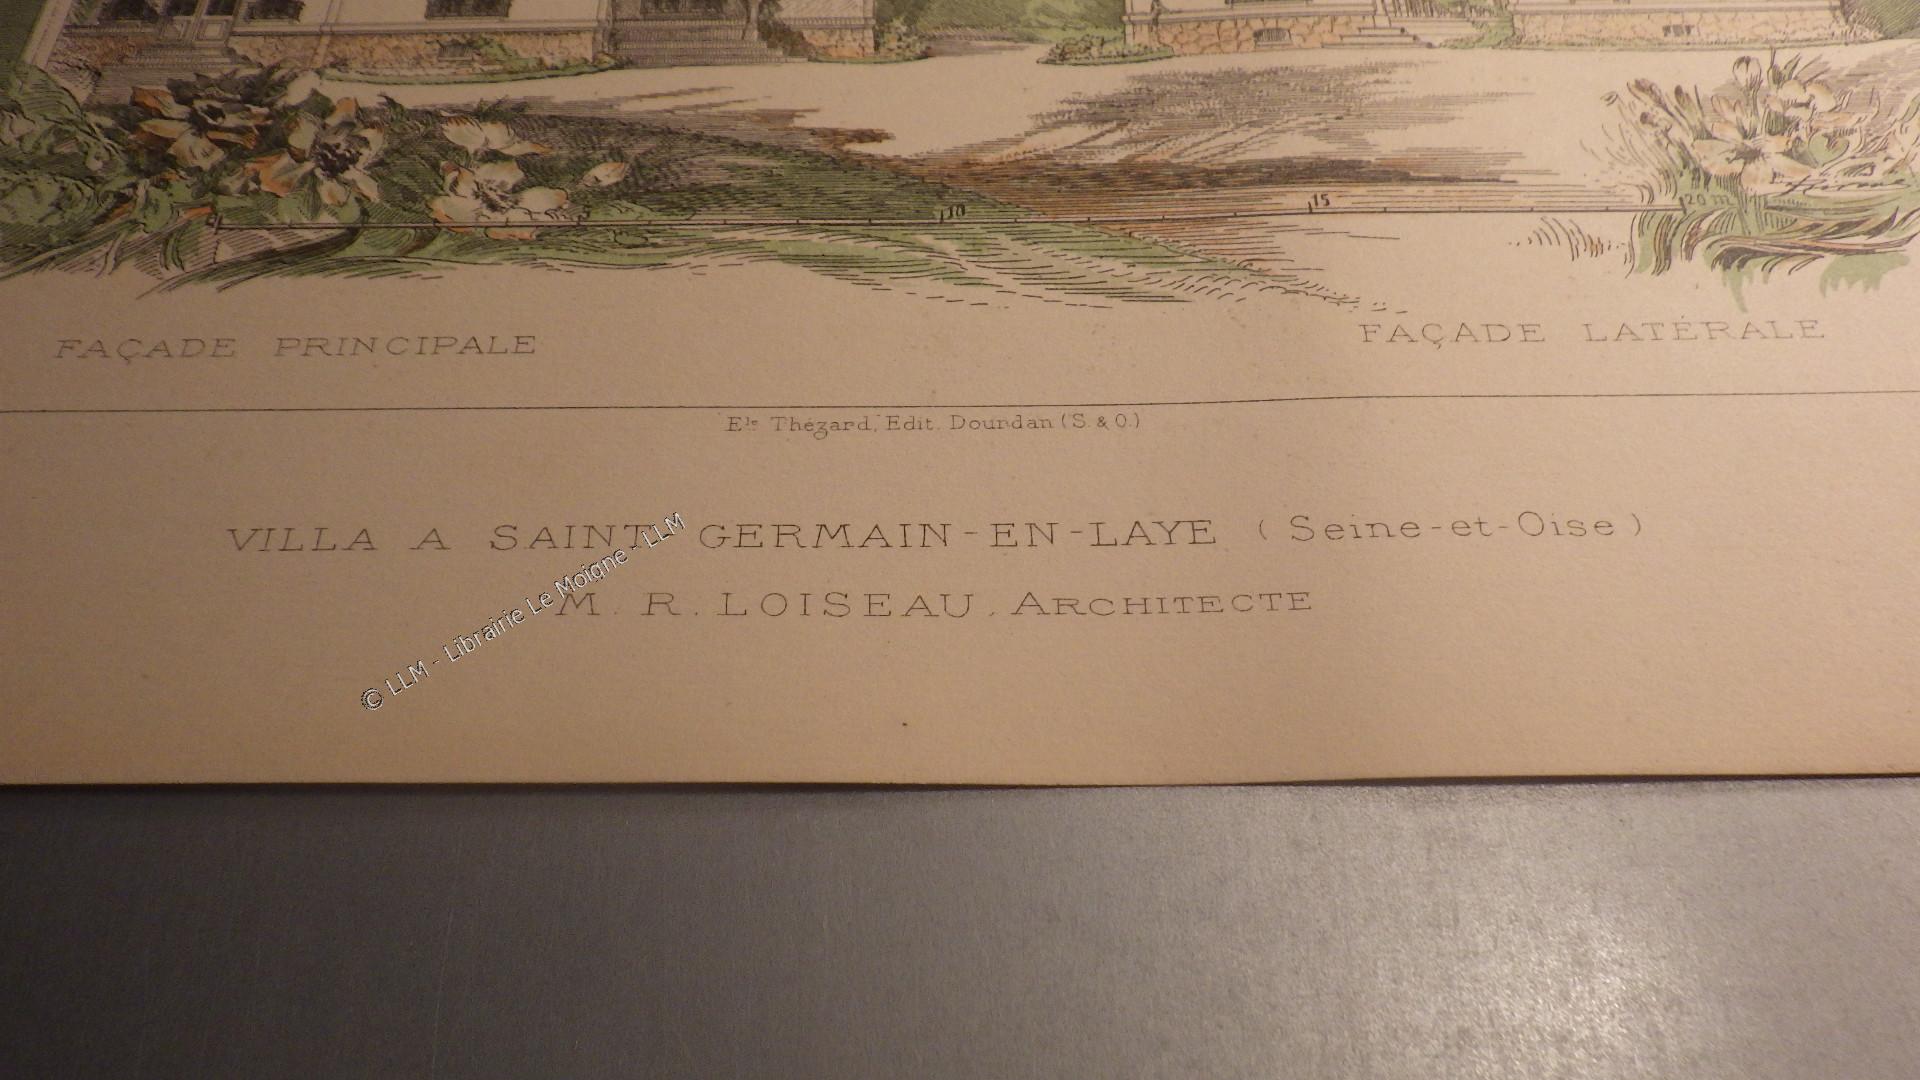 10
15
20 m
FAÇADE PRINCIPALE
FAÇADE LATÉRALE
Ele Thézard, Edit. Dourdan (S. & O.)
VILLA A SAINT GERMAIN-EN-LAYE (Seine-et-Oise)
M. R. LOISEAU. ARCHITECTE
© LLM - Librairie Le Moigne - LLM